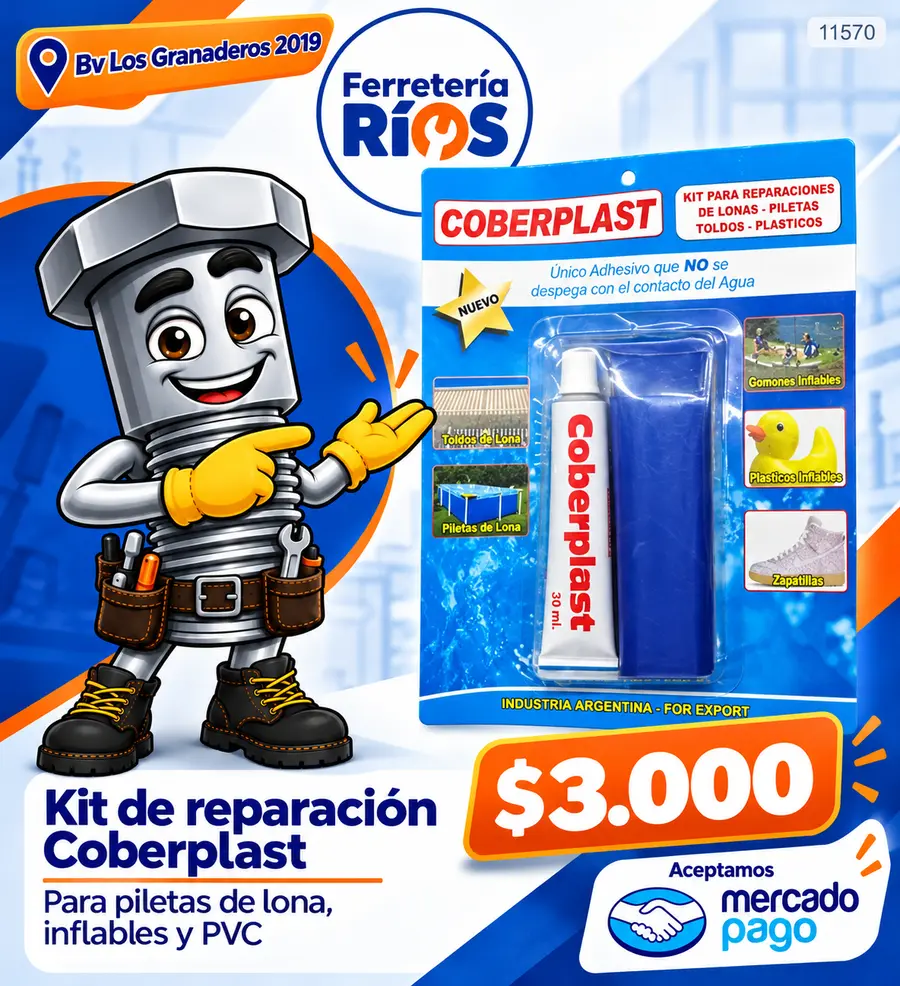 Bv Los Granaderos 2019
Ferretería
RÍOS
11570
COBERPLAST
KIT PARA REPARACIONES
DE LONAS - PILETAS
TOLDOS - PLASTICOS
Único Adhesivo que NO se
despega con el contacto del Agua
NUEVO
Toldos de Lona
Piletas de Lona
Coberplast
30 ml.
Gomones Inflables
Plasticos Inflables
Zapatillas
INDUSTRIA ARGENTINA - FOR EXPORT
$3.000
Kit de reparación
Coberplast
Para piletas de lona,
inflables y PVC
Aceptamos
mercado
pago